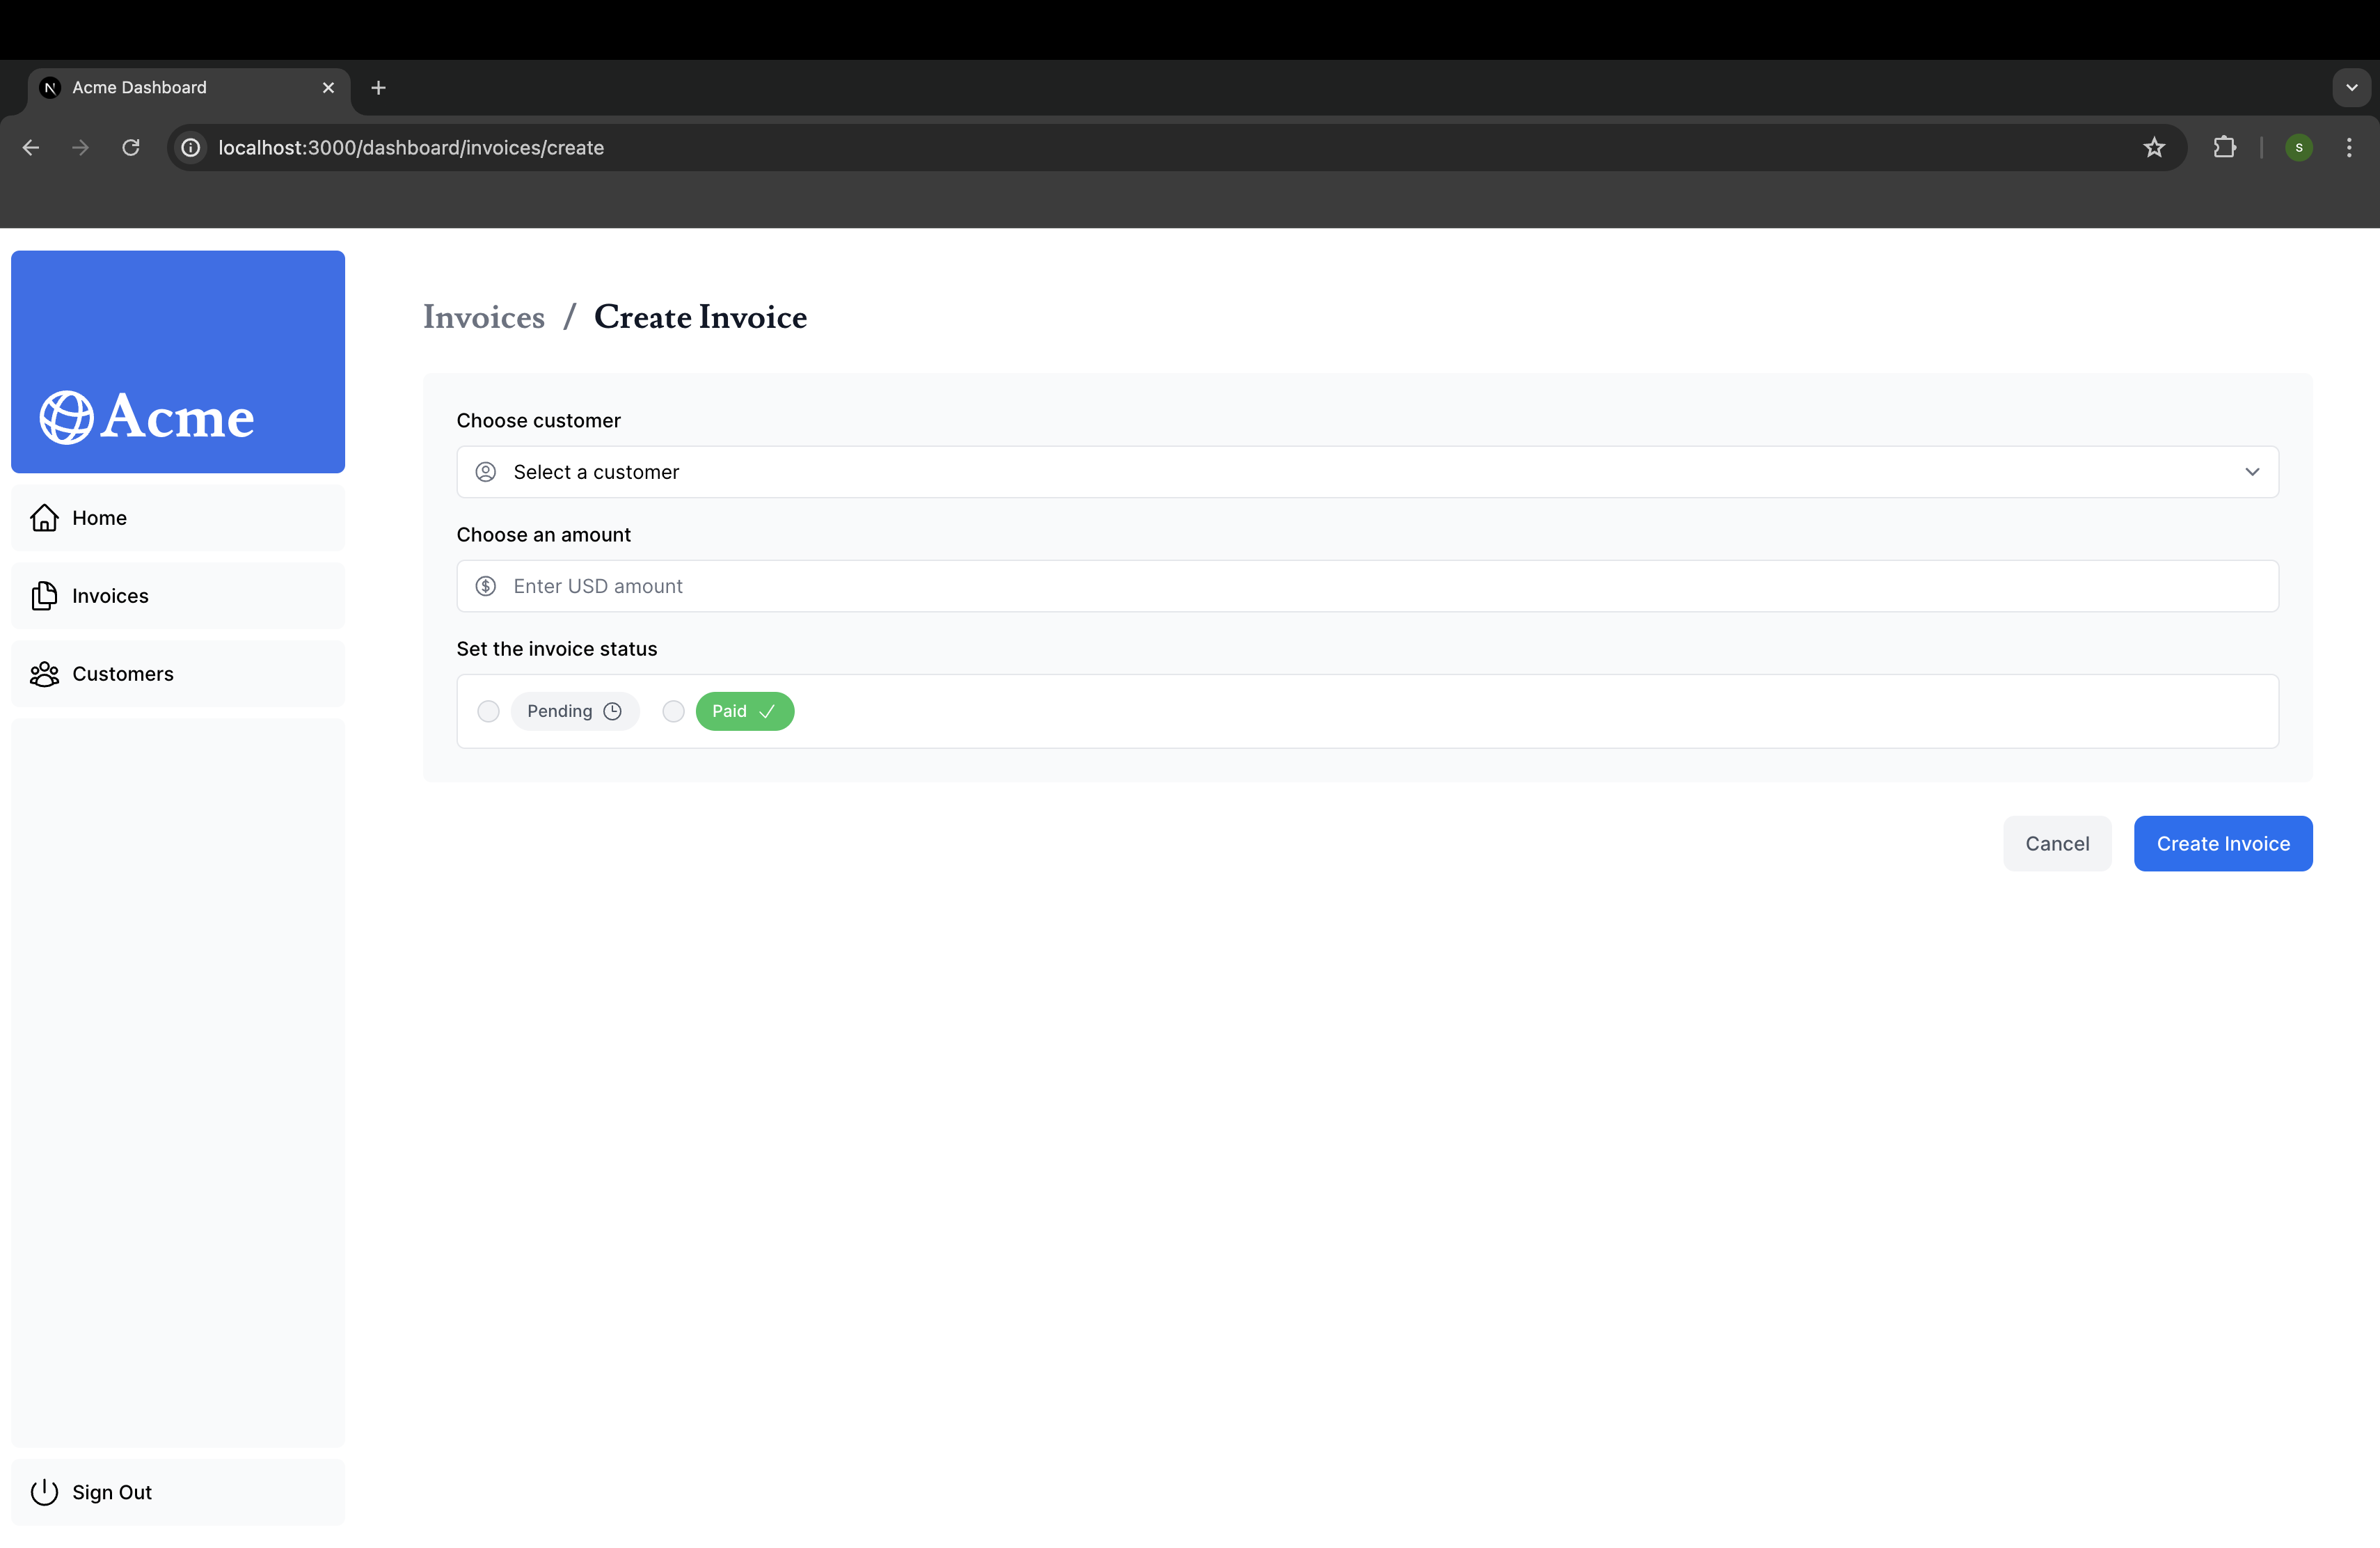 Acme Dashboard
localhost:3000/dashboard/invoices/create
S
Acme
Home
Invoices
Customers
Sign Out
Invoices / Create Invoice
Choose customer
Select a customer
Choose an amount
Enter USD amount
Set the invoice status
Pending Paid
Cancel Create Invoice